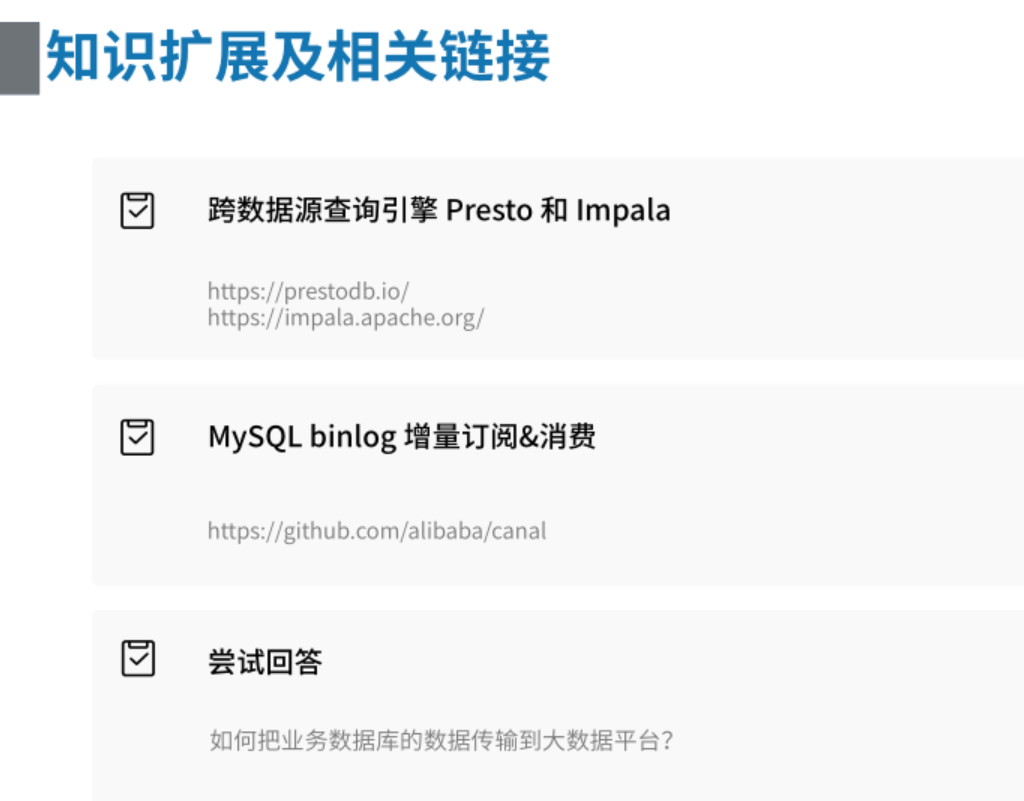 知识扩展及相关链接
跨数据源查询引擎 Presto 和 Impala
https://prestodb.io/
https://impala.apache.org/
MySQL binlog 增量订阅&消费
https://github.com/alibaba/canal
尝试回答
如何把业务数据库的数据传输到大数据平台？